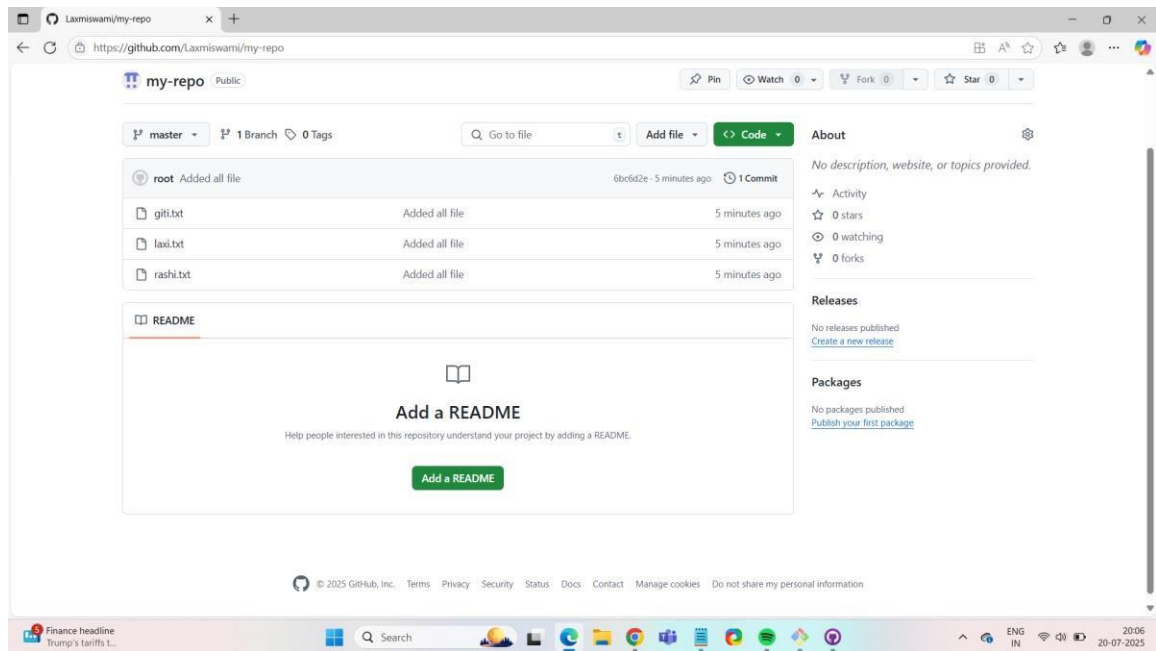 Laxmiswami/my-repo
https://github.com/Laxmiswami/my-repo
my-repo Public
Pin Watch 0 Fork 0 Star 0
master 1 Branch 0 Tags Go to file t Add file <> Code
About
No description, website, or topics provided.
root Added all file 6bc6d2e · 5 minutes ago 1 Commit
Activity
giti.txt Added all file 5 minutes ago
0 stars
laxi.txt Added all file 5 minutes ago
0 watching
0 forks
rashi.txt Added all file 5 minutes ago
Releases
README
No releases published
Create a new release
Packages
Add a README
No packages published
Publish your first package
Help people interested in this repository understand your project by adding a README.
Add a README
© 2025 GitHub, Inc. Terms Privacy Security Status Docs Contact Manage cookies Do not share my personal information
5 Finance headline
Trump's tariffs t...
Search
ENG
IN
20:06
20-07-2025